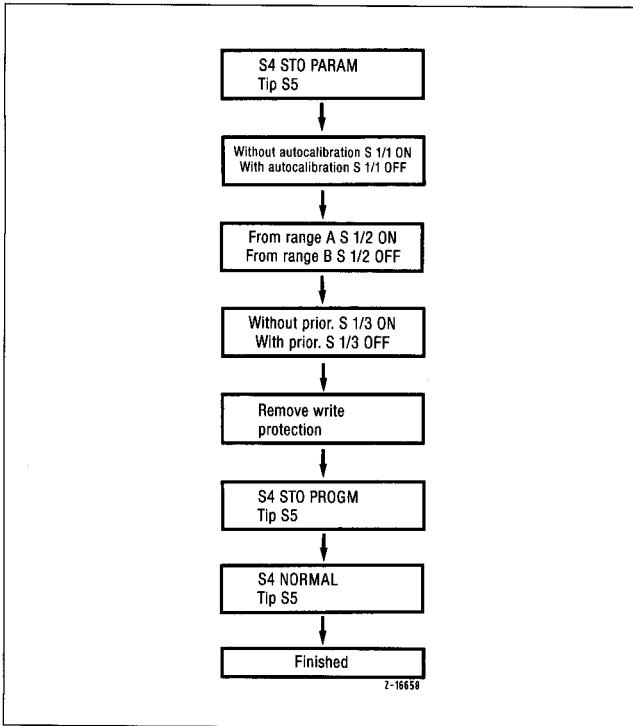 S4 STO PARAM
Tip S5
Without autocalibration S 1/1 ON
With autocalibration S 1/1 OFF
From range A S 1/2 ON
From range B S 1/2 OFF
Without prior. S 1/3 ON
With prior. S 1/3 OFF
Remove write
protection
S4 STO PROGM
Tip S5
S4 NORMAL
Tip S5
Finished
Z-16658